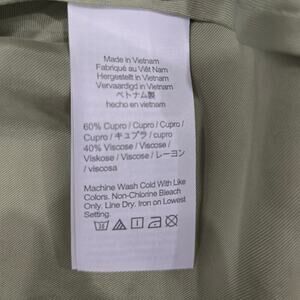 Made in Vietnam
Fabriqué au Viêt Nam
Hergestellt in Vietnam
Vervaardigd in Vietnam
ベトナム製
hecho en vietnam
60% Cupro / Cupro / Cupro /
Cupro / キュプラ / cupro
40% Viscose / Viscose /
Viskose / Viscose / レーヨン
/ viscosa
Machine Wash Cold With Like
Colors. Non-Chlorine Bleach
Only. Line Dry. Iron on Lowest
Setting.